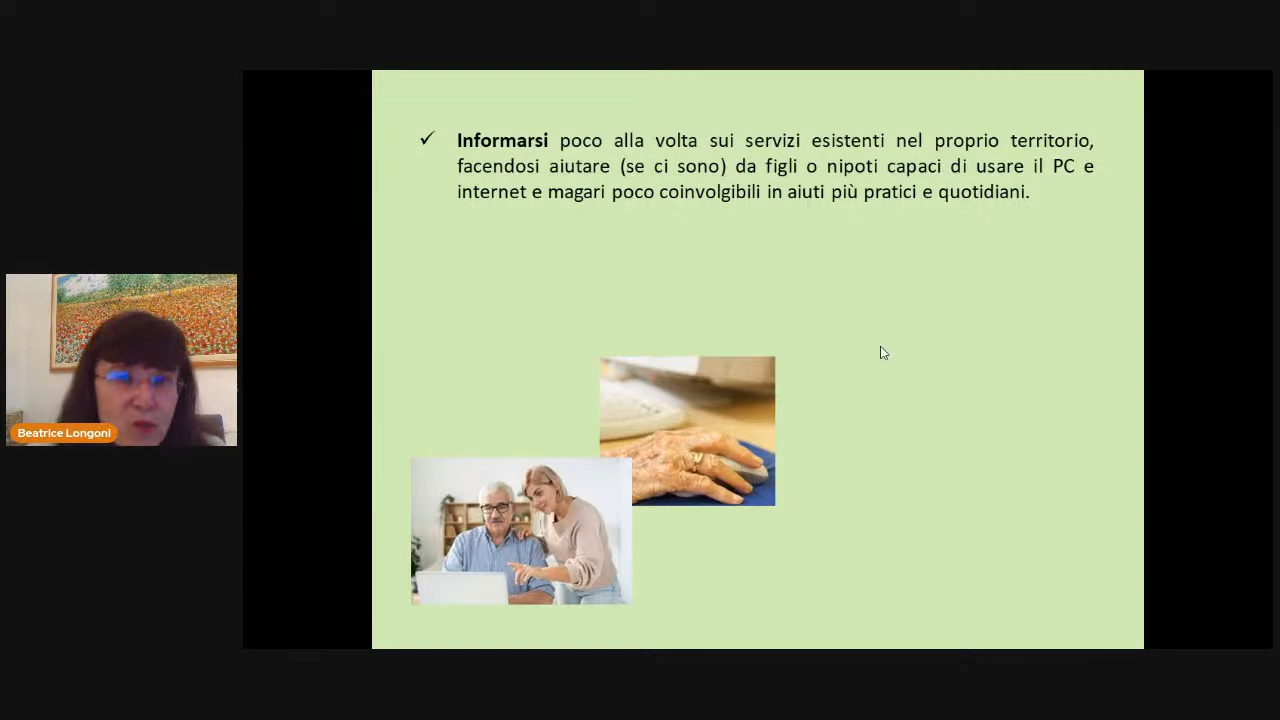 ✓ Informarsi poco alla volta sui servizi esistenti nel proprio territorio,
facendosi aiutare (se ci sono) da figli o nipoti capaci di usare il PC e
internet e magari poco coinvolgibili in aiuti più pratici e quotidiani.
Beatrice Longoni